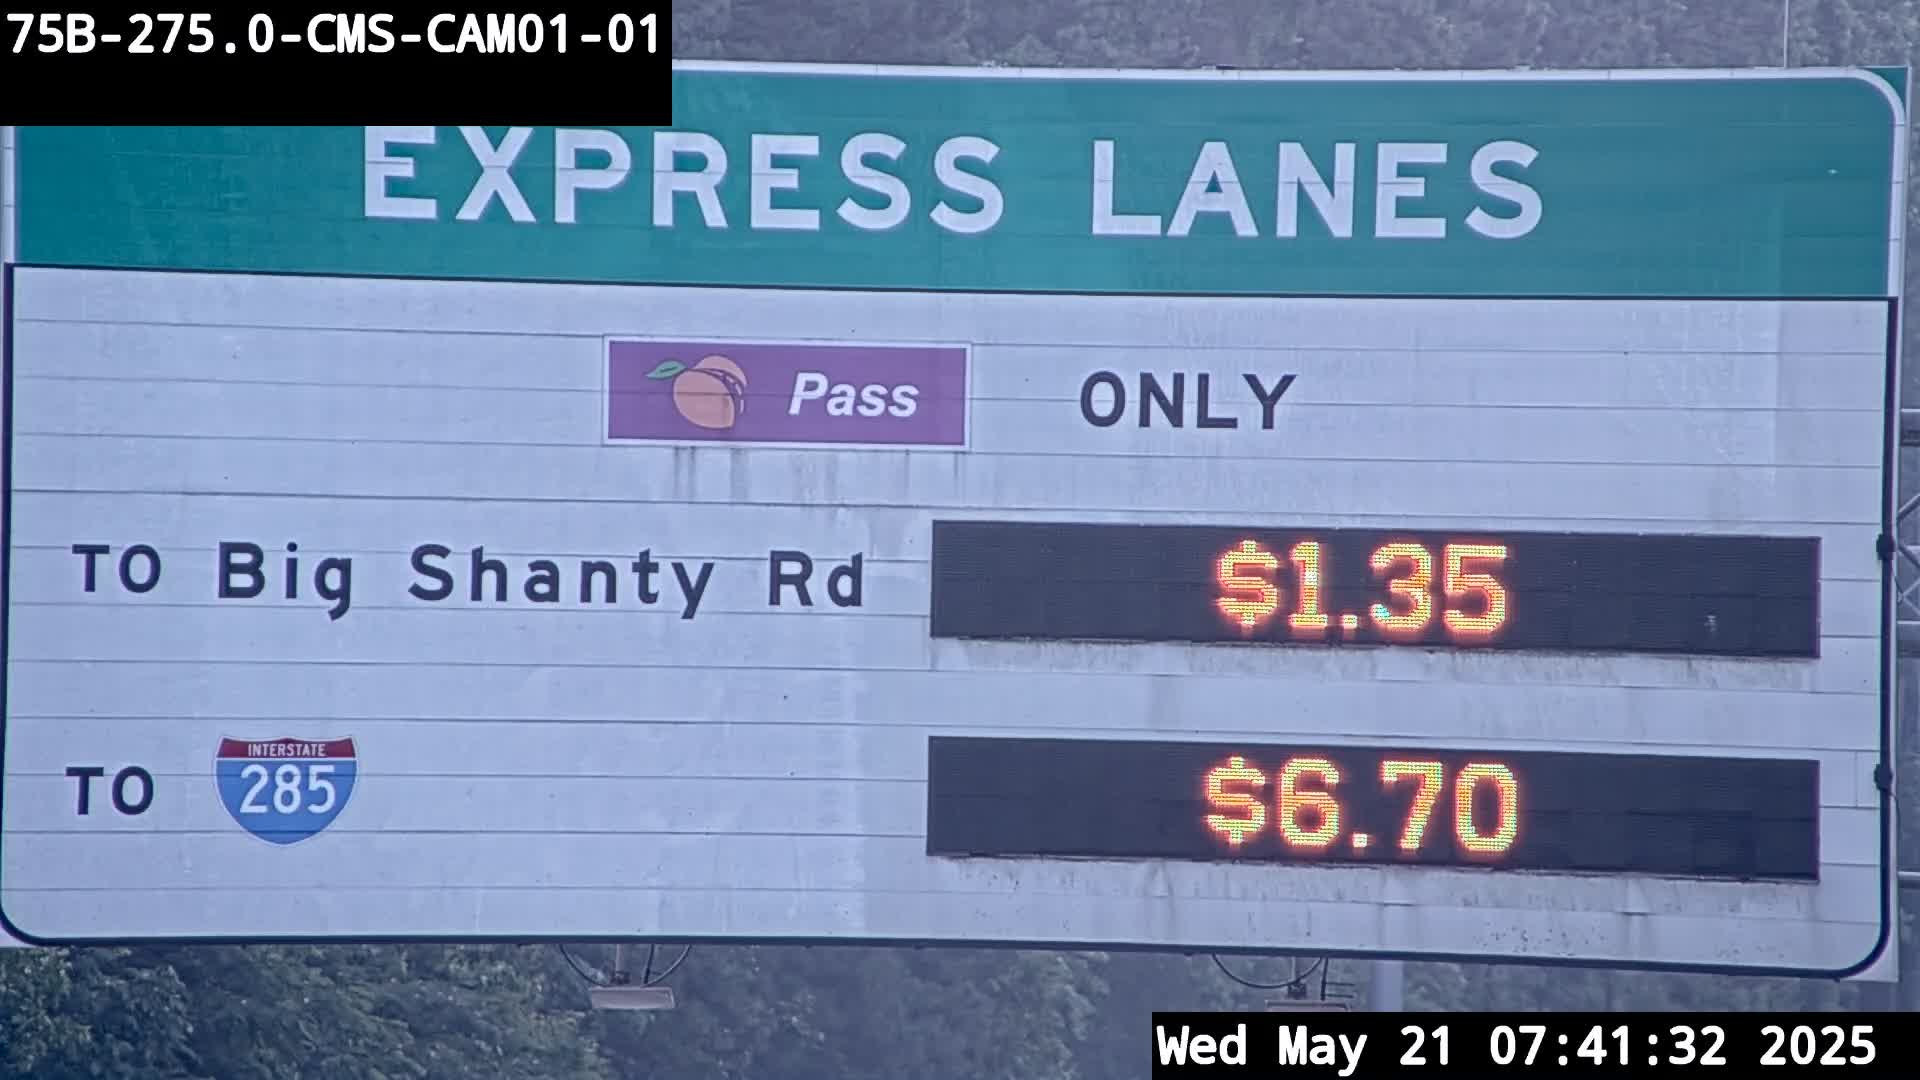 75B-275.0-CMS-CAM01-01
EXPRESS LANES
Pass ONLY
TO Big Shanty Rd $1.35
TO INTERSTATE 285 $6.70
Wed May 21 07:41:32 2025